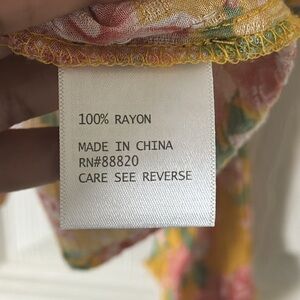 100% RAYON
MADE IN CHINA
RN#88820
CARE SEE REVERSE